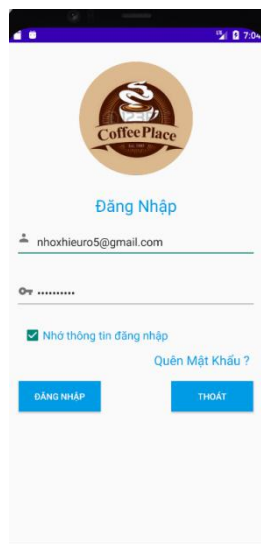 7:04
Coffee Place
Đăng Nhập
nhoxhieuro5@gmail.com
••••••••••
Nhớ thông tin đăng nhập
Quên Mật Khẩu ?
ĐĂNG NHẬP
THOÁT